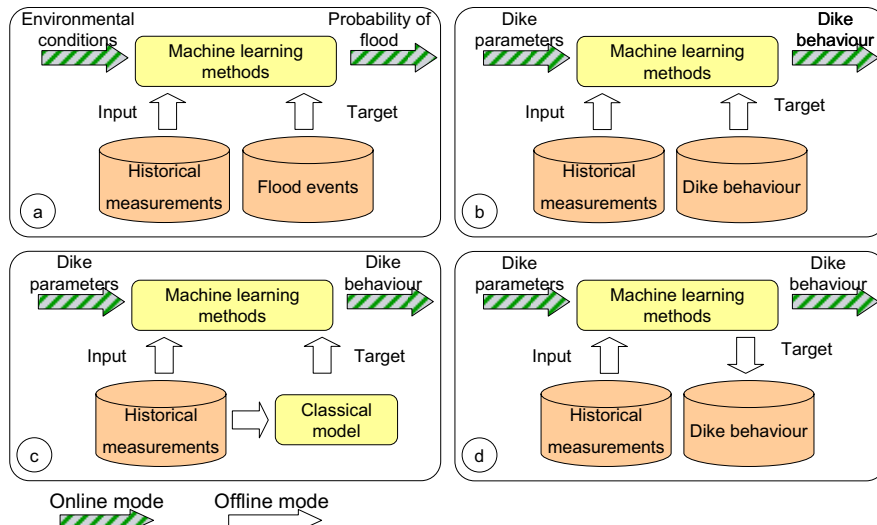 Environmental
conditions
Machine learning
methods
Probability of
flood
Input
Target
Historical
measurements
Flood events
a
Dike
parameters
Machine learning
methods
Dike
behaviour
Input
Target
Historical
measurements
Dike behaviour
b
Dike
parameters
Machine learning
methods
Dike
behaviour
Input
Target
Historical
measurements
Classical
model
c
Dike
parameters
Machine learning
methods
Dike
behaviour
Input
Target
Historical
measurements
Dike behaviour
d
Online mode
Offline mode